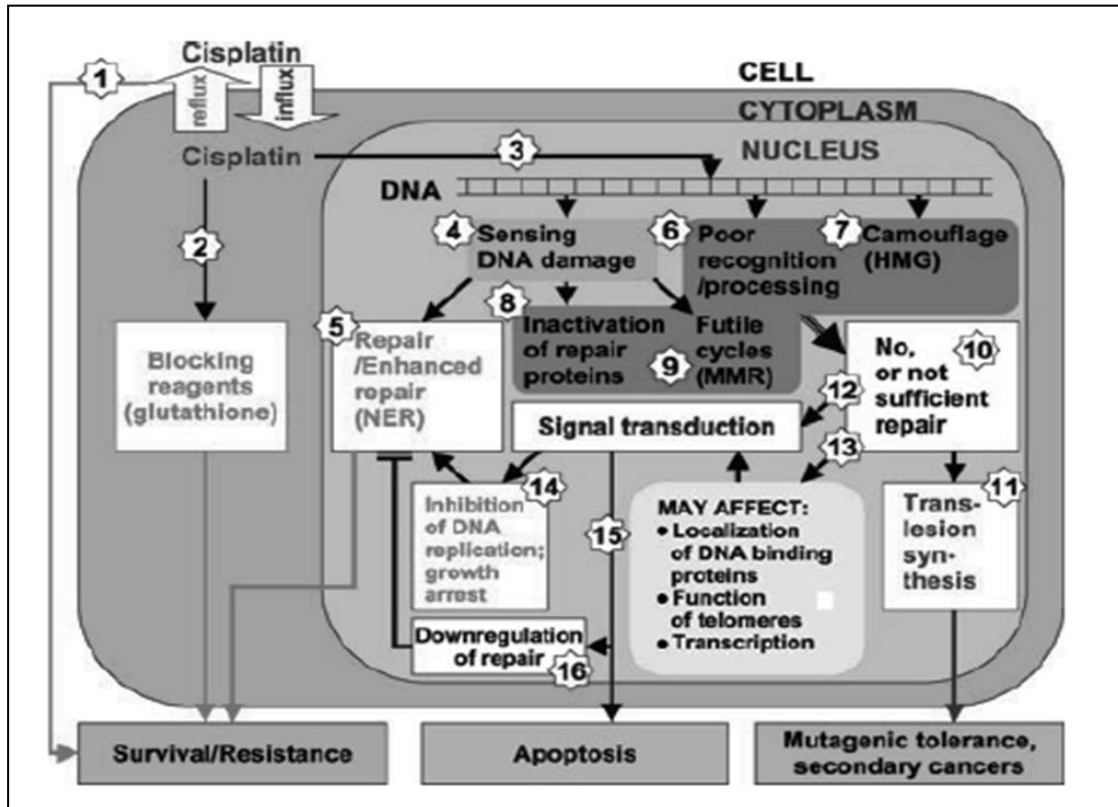 Cisplatin
1
reflux
influx
CELL
CYTOPLASM
NUCLEUS
Cisplatin
3
DNA
2
4
Sensing
DNA damage
6
Poor
recognition
/processing
7
Camouflage
(HMG)
5
Repair
/Enhanced
repair
(NER)
8
Inactivation
of repair
proteins
9
Futile
cycles
(MMR)
No,
or not
sufficient
repair
10
Blocking
reagents
(glutathione)
12
Signal transduction
13
14
Inhibition
of DNA
replication;
growth
arrest
15
MAY AFFECT:
• Localization
of DNA binding
proteins
• Function
of telomeres
• Transcription
11
Trans-
lesion
syn-
thesis
Downregulation
of repair
16
Survival/Resistance
Apoptosis
Mutagenic tolerance,
secondary cancers